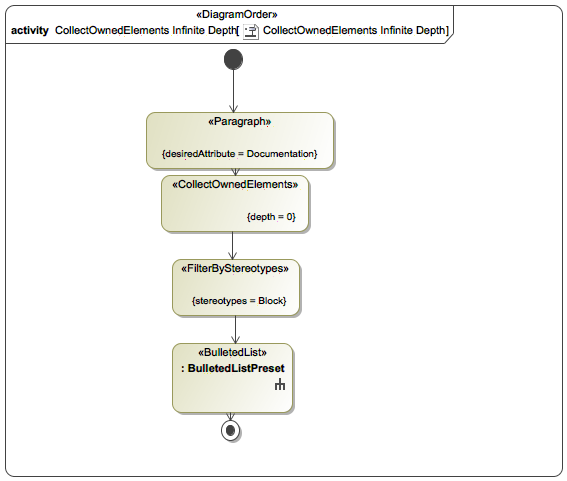 «DiagramOrder»
activity CollectOwnedElements Infinite Depth[ CollectOwnedElements Infinite Depth]
«Paragraph»
{desiredAttribute = Documentation}
«CollectOwnedElements»
{depth = 0}
«FilterByStereotypes»
{stereotypes = Block}
«BulletedList»
: BulletedListPreset